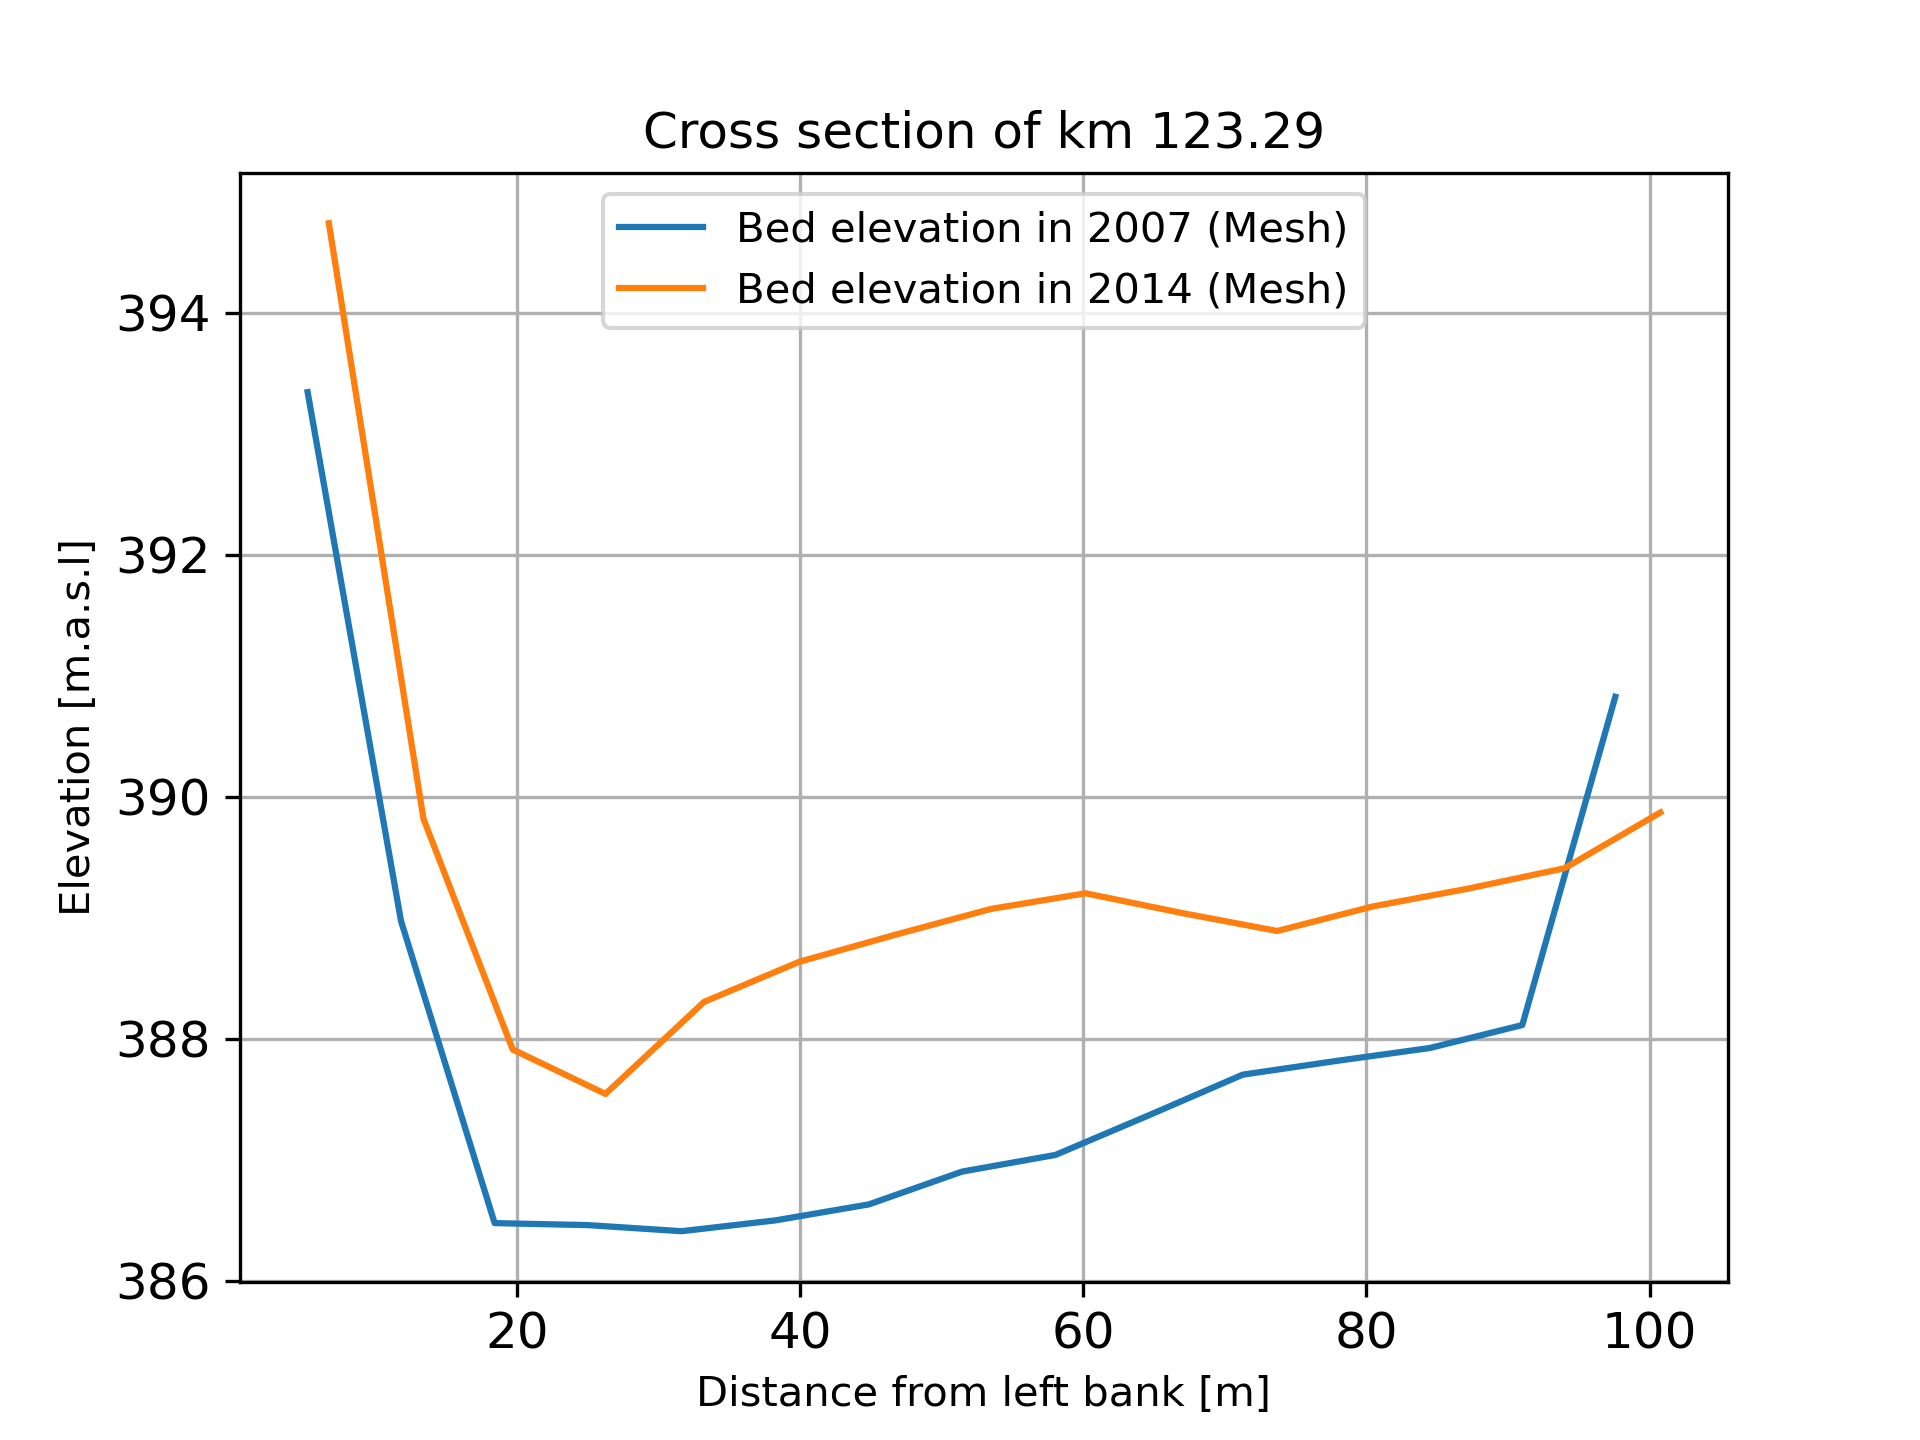 Cross section of km 123.29
Bed elevation in 2007 (Mesh)
Bed elevation in 2014 (Mesh)
Elevation [m.a.s.l]
394
392
390
388
386
20 40 60 80 100
Distance from left bank [m]